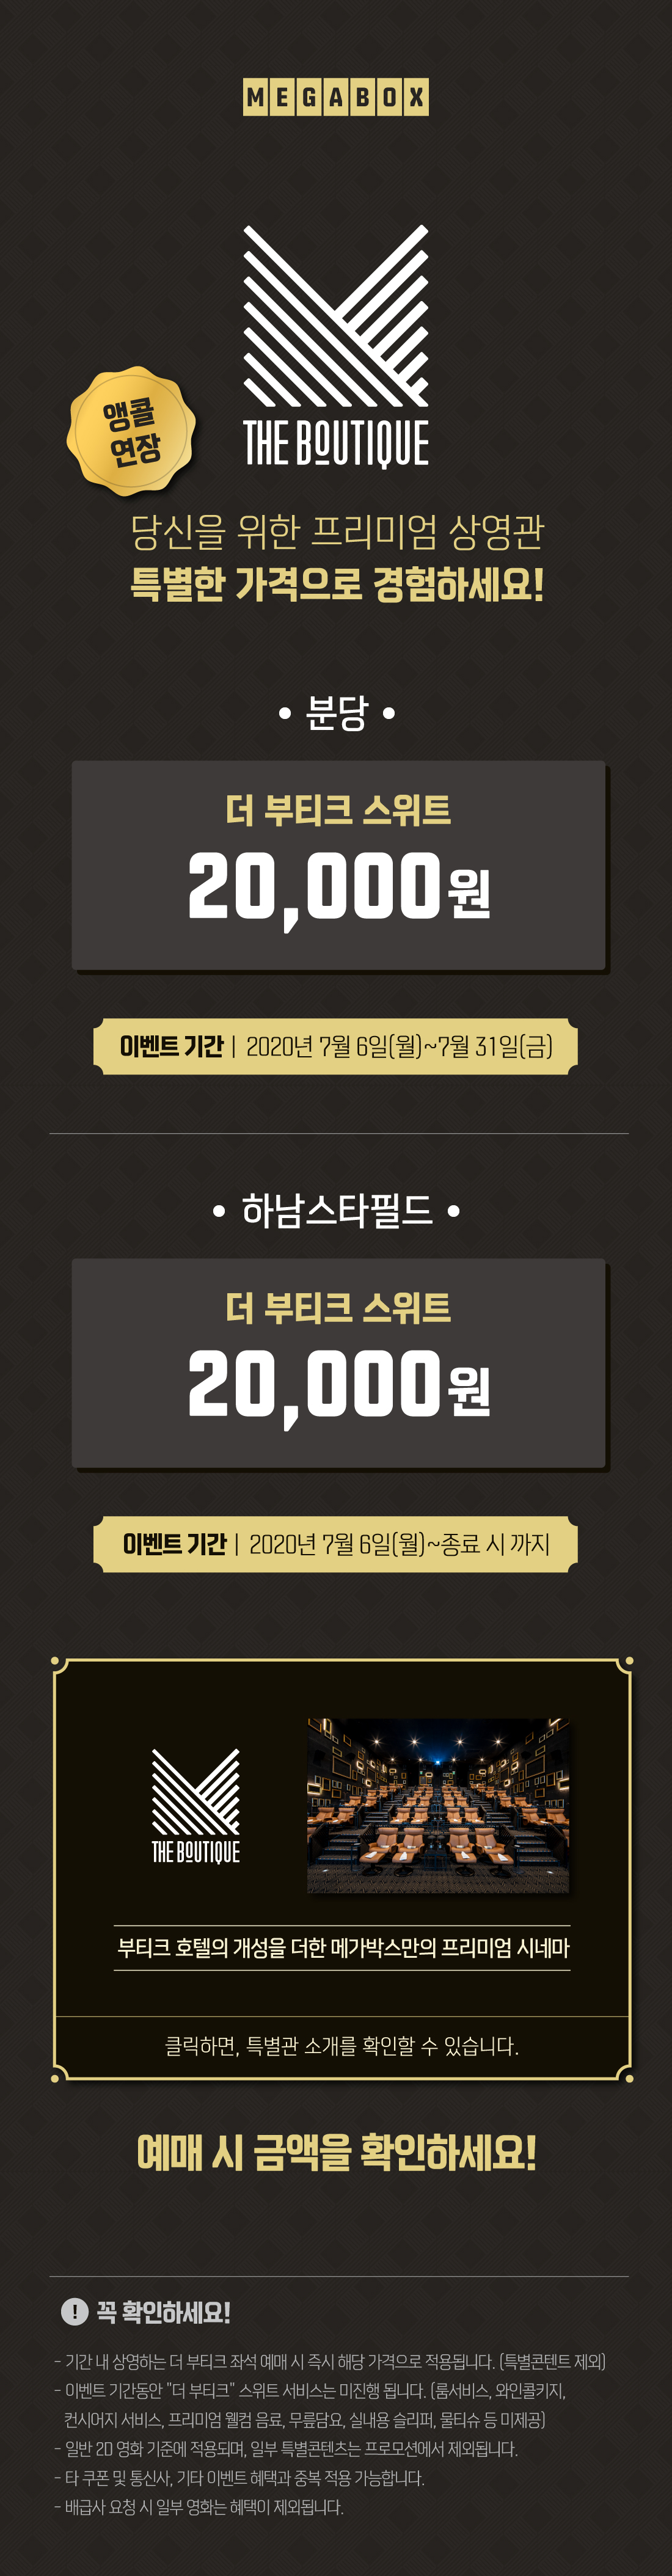 MEGABOX
THE BOUTIQUE
앵콜
연장
당신을 위한 프리미엄 상영관
특별한 가격으로 경험하세요!
• 분당 •
더 부티크 스위트
20,000원
이벤트 기간 | 2020년 7월 6일(월)~7월 31일(금)
• 하남스타필드 •
더 부티크 스위트
20,000원
이벤트 기간 | 2020년 7월 6일(월)~종료 시 까지
THE BOUTIQUE
부티크 호텔의 개성을 더한 메가박스만의 프리미엄 시네마
클릭하면, 특별관 소개를 확인할 수 있습니다.
예매 시 금액을 확인하세요!
! 꼭 확인하세요!
- 기간 내 상영하는 더 부티크 좌석 예매 시 즉시 해당 가격으로 적용됩니다. (특별콘텐트 제외)
- 이벤트 기간동안 "더 부티크" 스위트 서비스는 미진행 됩니다. (룸서비스, 와인콜키지,
컨시어지 서비스, 프리미엄 웰컴 음료, 무릎담요, 실내용 슬리퍼, 물티슈 등 미제공)
- 일반 2D 영화 기준에 적용되며, 일부 특별콘텐츠는 프로모션에서 제외됩니다.
- 타 쿠폰 및 통신사, 기타 이벤트 혜택과 중복 적용 가능합니다.
- 배급사 요청 시 일부 영화는 혜택이 제외됩니다.